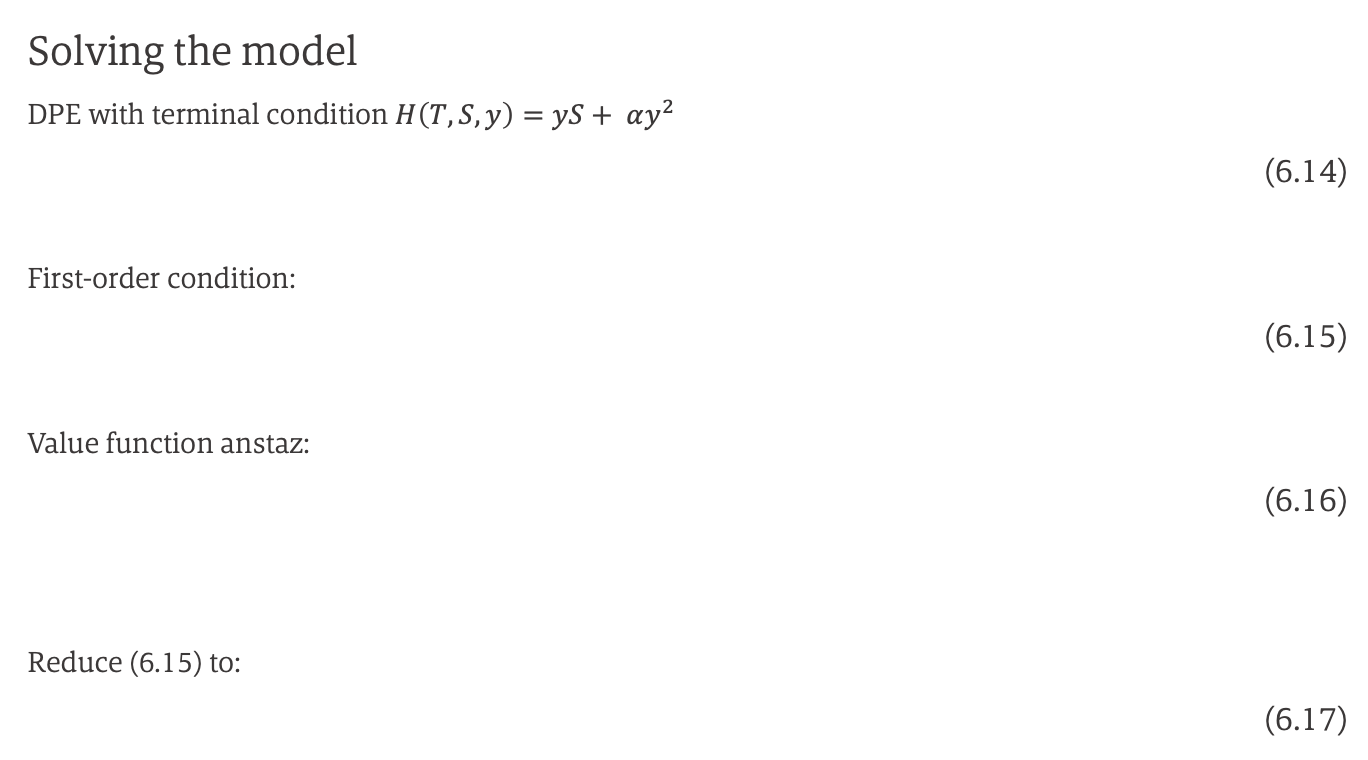 Solving the model
DPE with terminal condition H(T, S, y) = yS + αy²
(6.14)
First-order condition:
(6.15)
Value function anstaz:
(6.16)
Reduce (6.15) to:
(6.17)